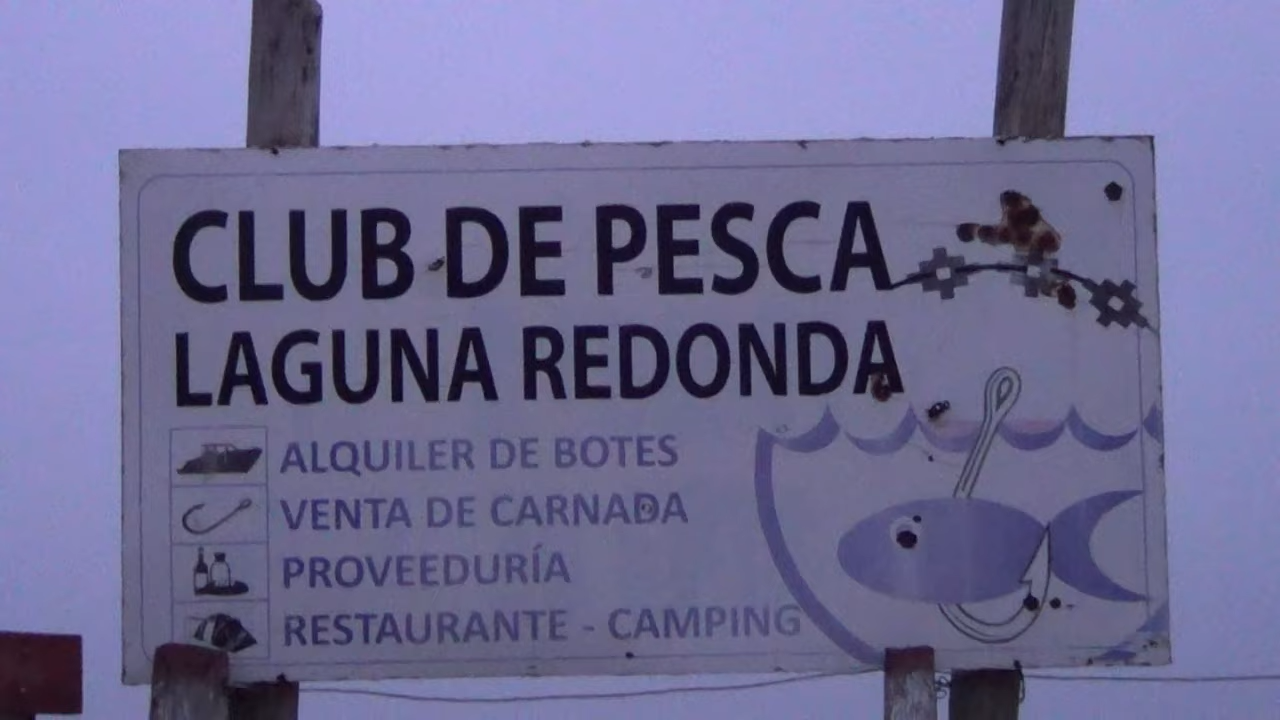 CLUB DE PESCA
LAGUNA REDONDA
ALQUILER DE BOTES
VENTA DE CARNADA
PROVEEDURÍA
RESTAURANTE - CAMPING